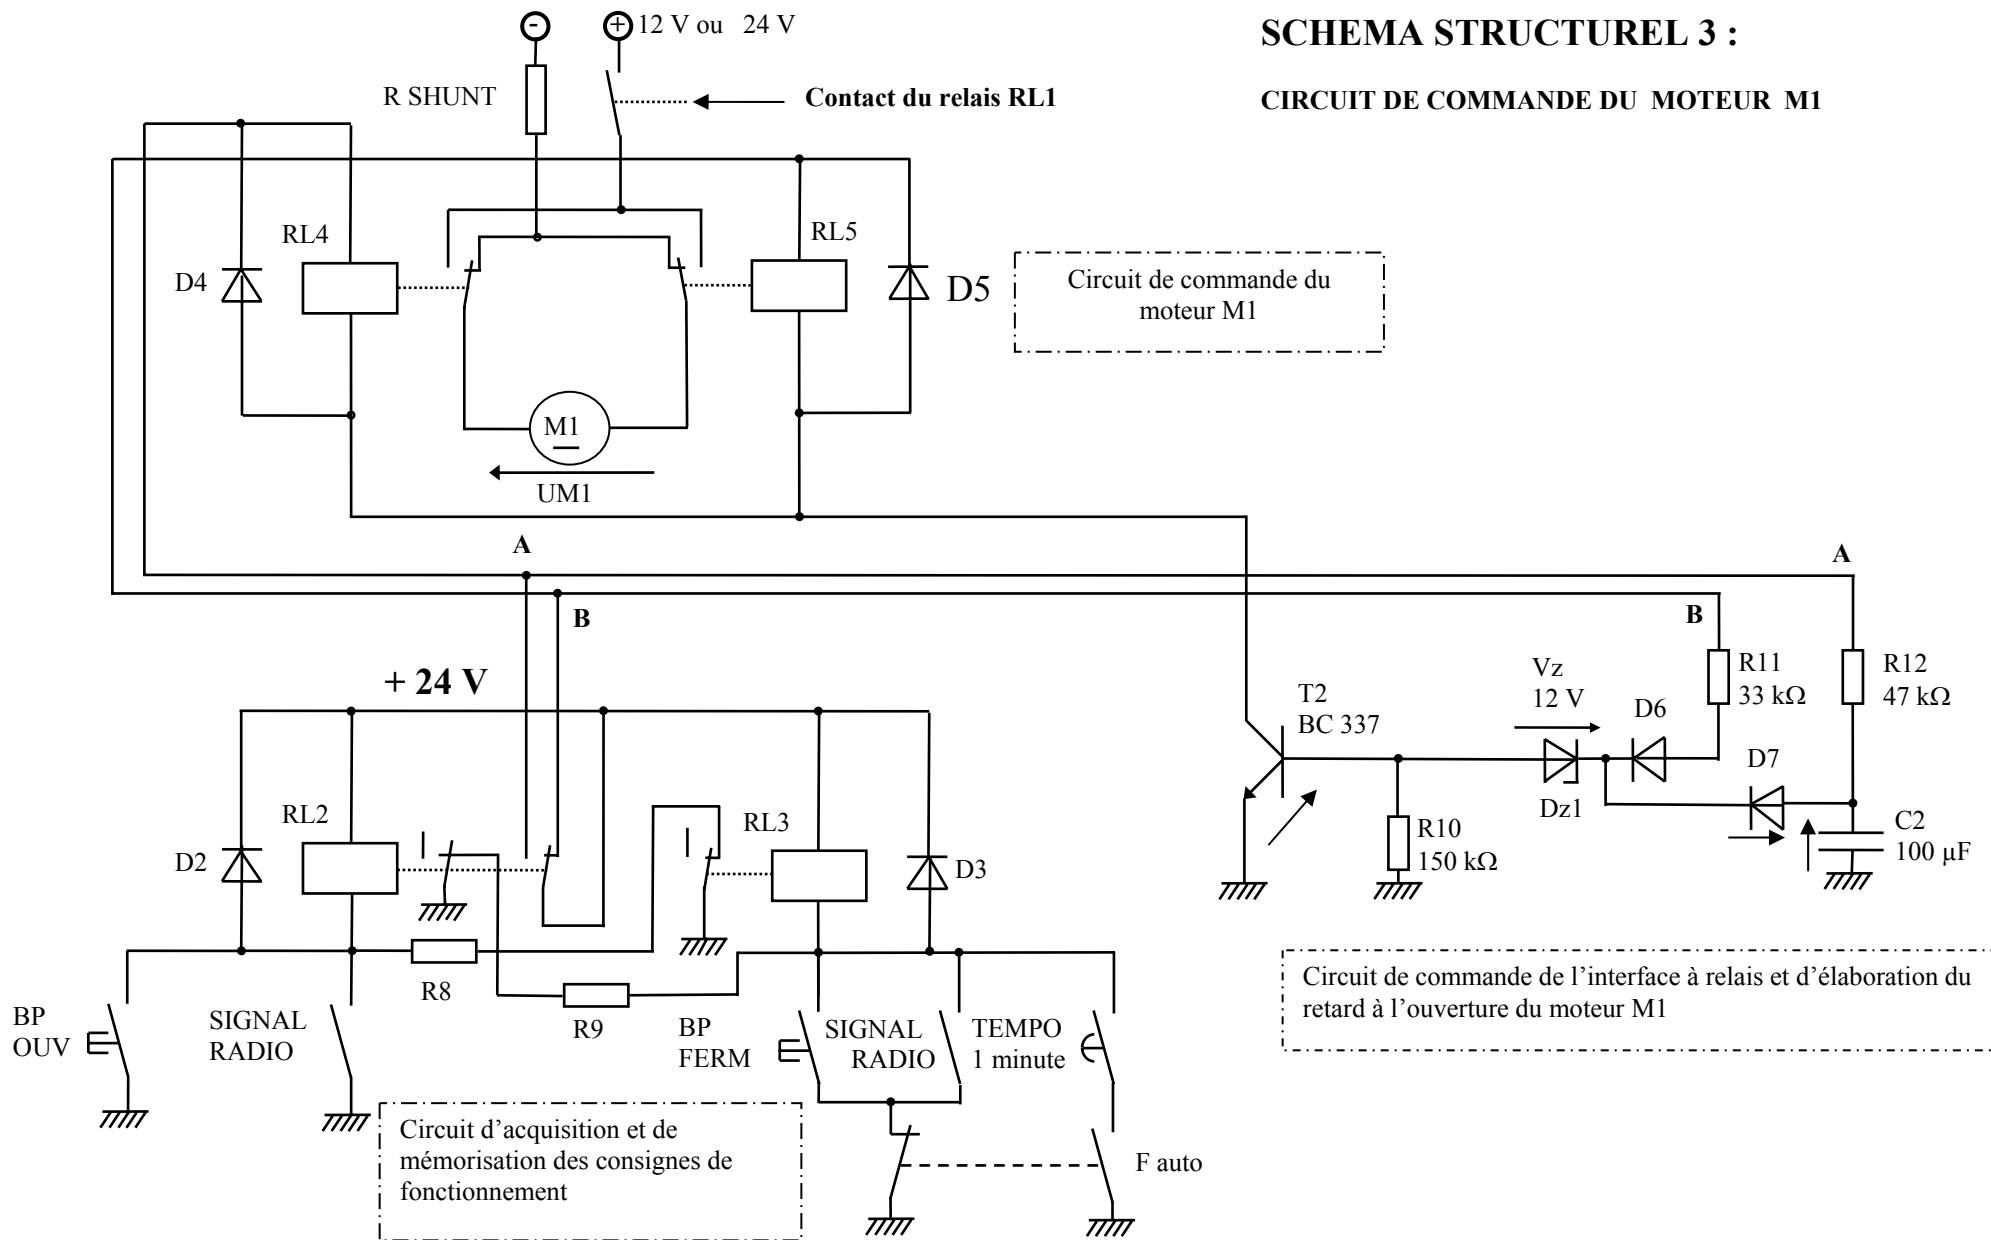 SCHEMA STRUCTUREL 3 :
CIRCUIT DE COMMANDE DU MOTEUR M1
-
+
12 V ou 24 V
R SHUNT
Contact du relais RL1
RL4
RL5
D4
D5
Circuit de commande du
moteur M1
M1
UM1
A
A
B
B
+ 24 V
Vz
12 V
R11
33 kΩ
R12
47 kΩ
T2
BC 337
D6
D7
Dz1
R10
150 kΩ
C2
100 µF
RL2
RL3
D2
D3
R8
R9
BP
OUV
SIGNAL
RADIO
BP
FERM
SIGNAL
RADIO
TEMPO
1 minute
F auto
Circuit de commande de l’interface à relais et d’élaboration du
retard à l’ouverture du moteur M1
Circuit d’acquisition et de
mémorisation des consignes de
fonctionnement